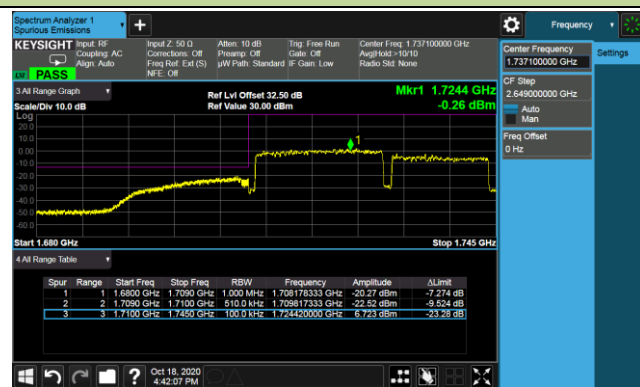 Spectrum Analyzer 1
Spurious Emissions
Frequency
KEYSIGHT
Input: RF
Coupling: AC
Align: Auto
Input Z: 50 Ω
Corrections: Off
Freq Ref: Ext (S)
NFE: Off
Atten: 10 dB
Preamp: Off
µW Path: Standard
Trig: Free Run
Gate: Off
IF Gain: Low
Center Freq: 1.737100000 GHz
Avg|Hold:>10/10
Radio Std: None
PASS
Center Frequency
1.737100000 GHz
Settings
CF Step
2.649000000 MHz
Auto
Man
Freq Offset
0 Hz
3 All Range Graph
Scale/Div 10.0 dB
Ref Lvl Offset 32.50 dB
Ref Value 30.00 dBm
Mkr1 1.7244 GHz
-0.26 dBm
Log
20.0
10.0
0.00
-10.0
-20.0
-30.0
-40.0
-50.0
-60.0
1
Start 1.680 GHz
Stop 1.745 GHz
4 All Range Table
Spur Range Start Freq Stop Freq RBW Frequency Amplitude ΔLimit
1 1 1.6800 GHz 1.7090 GHz 1.000 MHz 1.708178333 GHz -20.27 dBm -7.274 dB
2 2 1.7090 GHz 1.7100 GHz 510.0 kHz 1.709817333 GHz -22.52 dBm -9.524 dB
3 3 1.7100 GHz 1.7450 GHz 100.0 kHz 1.724420000 GHz 6.723 dBm -23.28 dB
?
Oct 18, 2020
4:42:07 PM